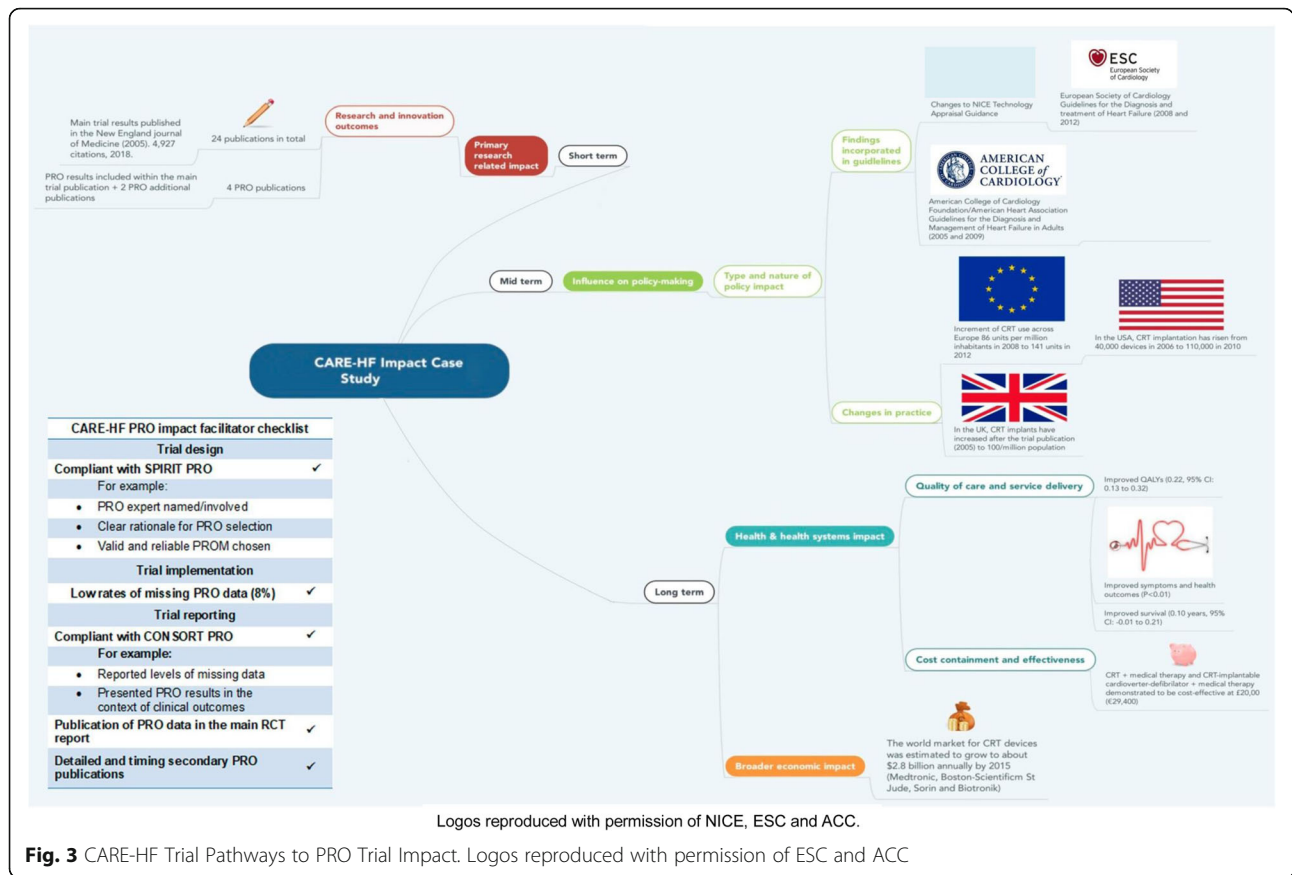 Main trial results published
in the New England journal
of Medicine (2005). 4,927
citations, 2018.
24 publications in total
PRO results included within the main
trial publication + 2 PRO additional
publications
4 PRO publications
Research and innovation
outcomes
Primary
research
related impact
Short term
Mid term
Influence on policy-making
Type and nature of
policy impact
Findings
incorporated
in guidlelines
Changes to NICE Technology
Appraisal Guidance
ESC
European Society
of Cardiology
European Society of Cardiology
Guidelines for the Diagnosis and
treatment of Heart Failure (2008 and
2012)
AMERICAN
COLLEGE of
CARDIOLOGY
American College of Cardiology
Foundation/American Heart Association
Guidelines for the Diagnosis and
Management of Heart Failure in Adults
(2005 and 2009)
Increment of CRT use across
Europe 86 units per million
inhabitants in 2008 to 141 units in
2012
In the USA, CRT implantation has risen from
40,000 devices in 2006 to 110,000 in 2010
Changes in practice
In the UK, CRT implants have
increased after the trial publication
(2005) to 100/million population
CARE-HF Impact Case
Study
CARE-HF PRO impact facilitator checklist
Trial design
Compliant with SPIRIT PRO ✓
For example:
• PRO expert named/involved
• Clear rationale for PRO selection
• Valid and reliable PROM chosen
Trial implementation
Low rates of missing PRO data (8%) ✓
Trial reporting
Compliant with CONSORT PRO ✓
For example:
• Reported levels of missing data
• Presented PRO results in the
context of clinical outcomes
Publication of PRO data in the main RCT
report ✓
Detailed and timing secondary PRO
publications ✓
Long term
Health & health systems impact
Quality of care and service delivery
Improved QALYs (0.22, 95% CI:
0.13 to 0.32)
Improved symptoms and health
outcomes (P<0.01)
Improved survival (0.10 years, 95%
CI: -0.01 to 0.21)
Cost containment and effectiveness
CRT + medical therapy and CRT-implantable
cardioverter-defibrilator + medical therapy
demonstrated to be cost-effective at £20,00
(€29,400)
Broader economic impact
The world market for CRT devices
was estimated to grow to about
$2.8 billion annually by 2015
(Medtronic, Boston-Scientificm St
Jude, Sorin and Biotronik)
Logos reproduced with permission of NICE, ESC and ACC.
Fig. 3 CARE-HF Trial Pathways to PRO Trial Impact. Logos reproduced with permission of ESC and ACC